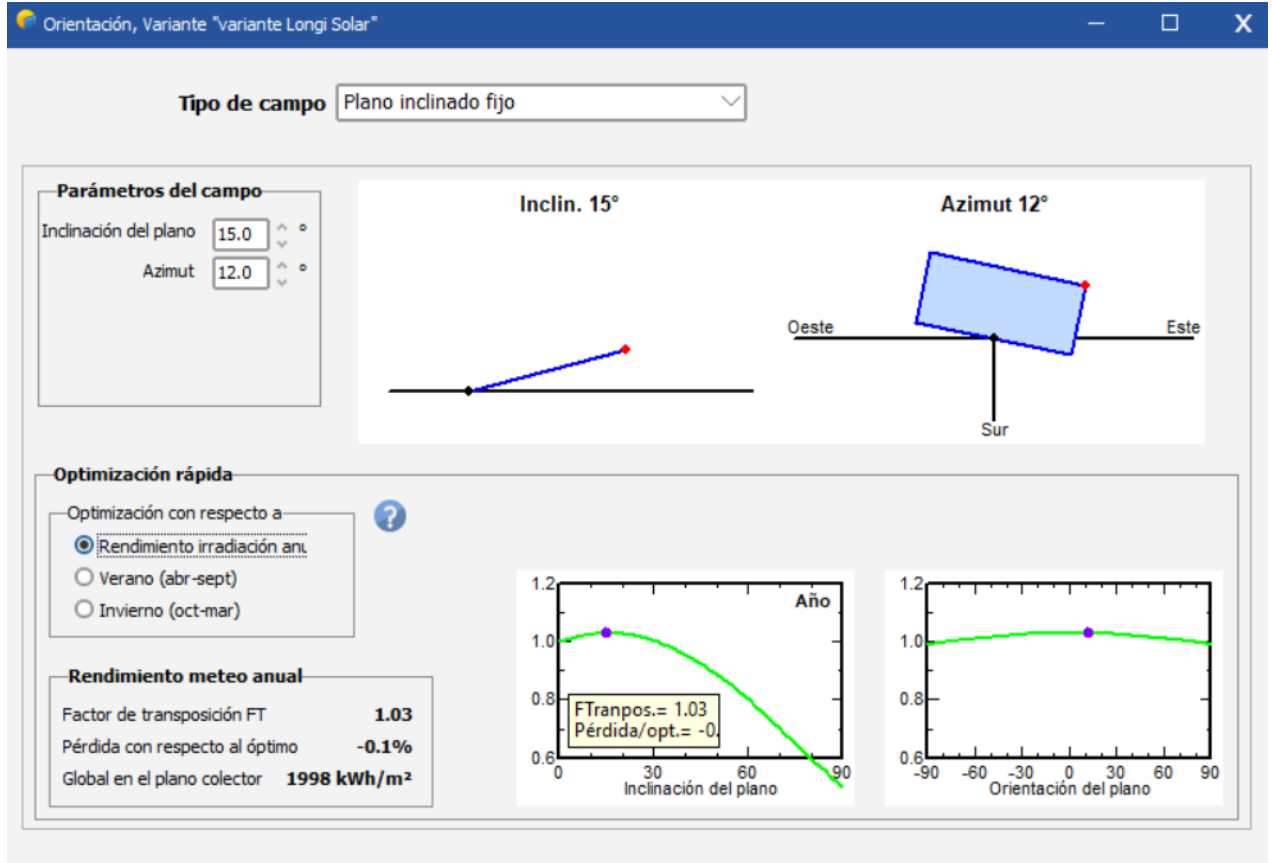 Orientación, Variante "variante Longi Solar"
Tipo de campo Plano inclinado fijo
Parámetros del campo
Inclinación del plano 15.0 °
Azimut 12.0 °
Inclin. 15°
Azimut 12°
Oeste
Este
Sur
Optimización rápida
Optimización con respecto a
Rendimiento irradiación anu
Verano (abr-sept)
Invierno (oct-mar)
?
Rendimiento meteo anual
Factor de transposición FT 1.03
Pérdida con respecto al óptimo -0.1%
Global en el plano colector 1998 kWh/m²
1.2
Año
1.0
0.8
FTranpos.= 1.03
Pérdida/opt.= -0.
0.6
0 30 60 90
Inclinación del plano
1.2
1.0
0.8
0.6
-90 -60 -30 0 30 60 90
Orientación del plano